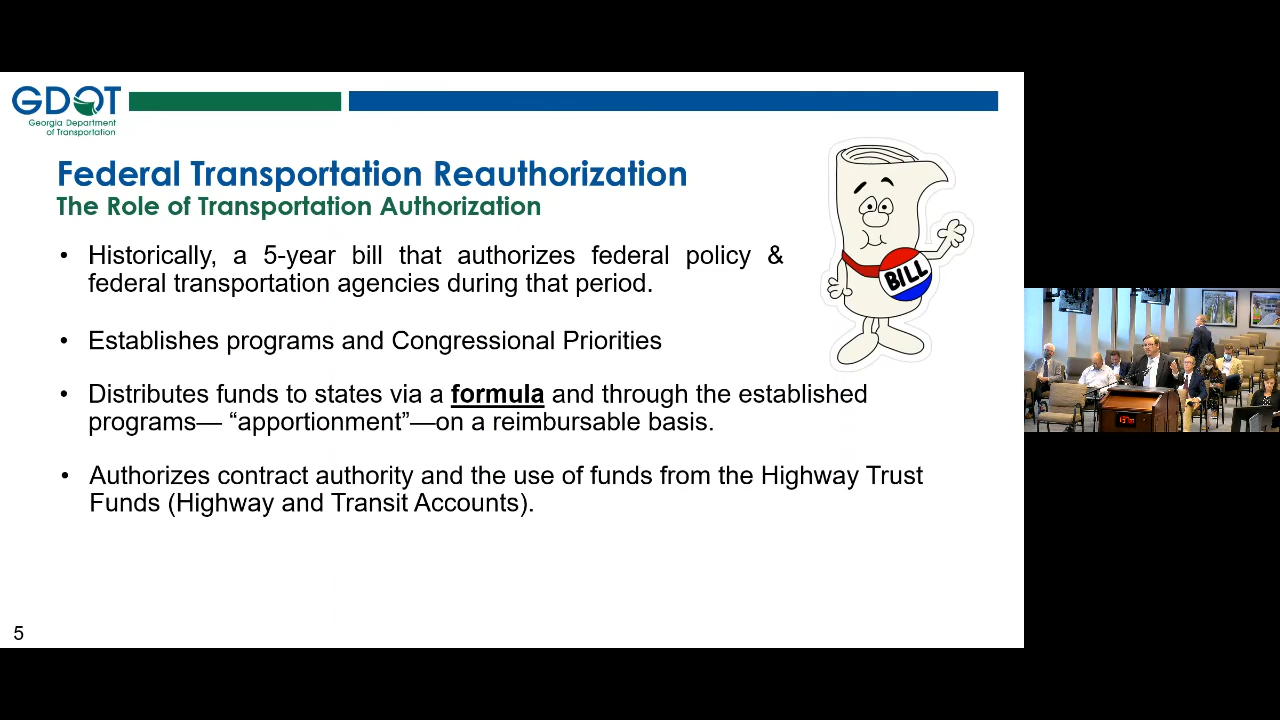 GDOT
Georgia Department
of Transportation
Federal Transportation Reauthorization
The Role of Transportation Authorization
• Historically, a 5-year bill that authorizes federal policy &
federal transportation agencies during that period.
• Establishes programs and Congressional Priorities
• Distributes funds to states via a formula and through the established
programs— “apportionment”—on a reimbursable basis.
• Authorizes contract authority and the use of funds from the Highway Trust
Funds (Highway and Transit Accounts).
BILL
5